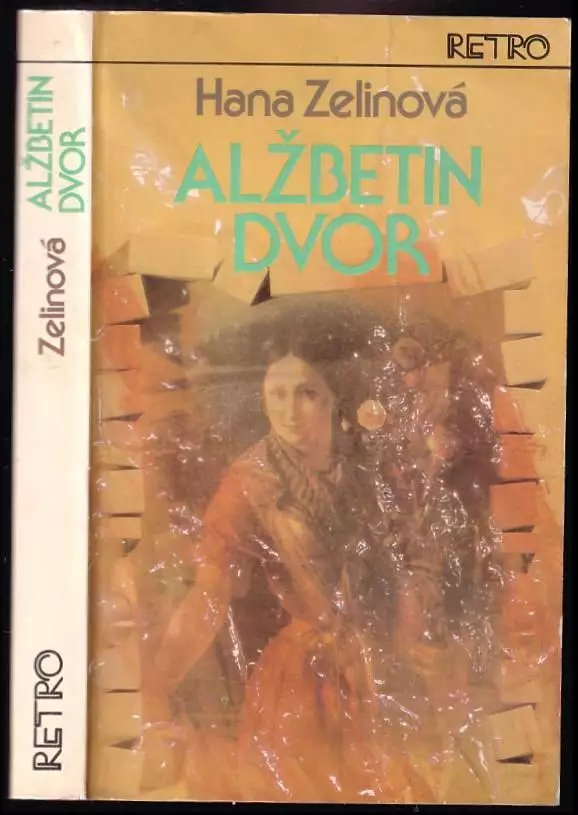 RETRO
Hana Zelinová
ALŽBETIN
DVOR
ALŽBETIN
DVOR
Zelinová
RETRO